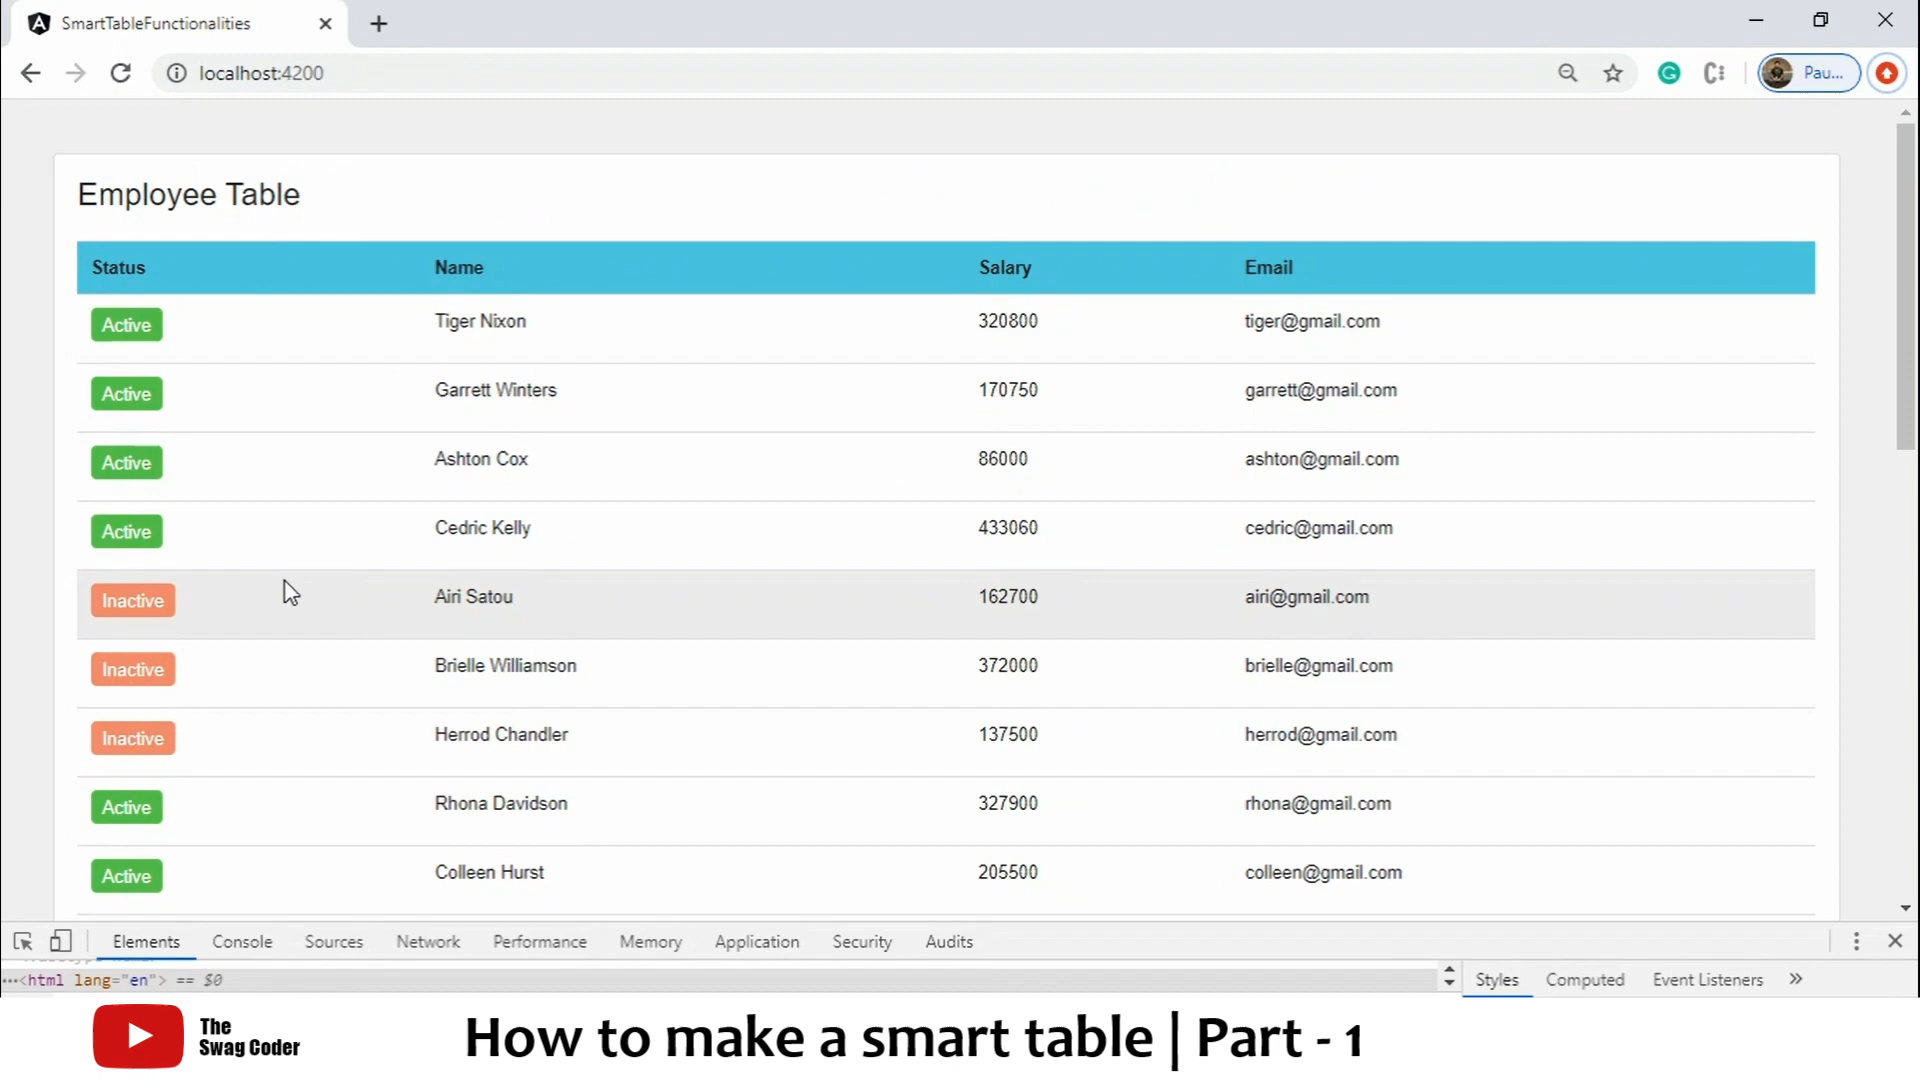 SmartTableFunctionalities
localhost:4200
Pau...
Employee Table
Status Name Salary Email
Active Tiger Nixon 320800 tiger@gmail.com
Active Garrett Winters 170750 garrett@gmail.com
Active Ashton Cox 86000 ashton@gmail.com
Active Cedric Kelly 433060 cedric@gmail.com
Inactive Airi Satou 162700 airi@gmail.com
Inactive Brielle Williamson 372000 brielle@gmail.com
Inactive Herrod Chandler 137500 herrod@gmail.com
Active Rhona Davidson 327900 rhona@gmail.com
Active Colleen Hurst 205500 colleen@gmail.com
Elements Console Sources Network Performance Memory Application Security Audits
...<html lang="en"> == $0 Styles Computed Event Listeners »
The
Swag Coder
How to make a smart table | Part - 1